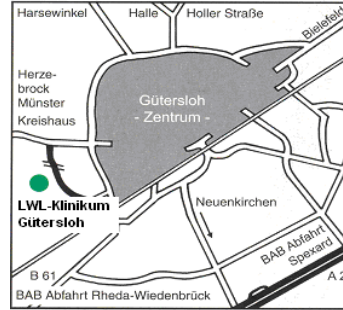 Harsewinkel
Halle
Holler Straße
Bielefeld
Herze-
brock
Münster
Kreishaus
Gütersloh
- Zentrum -
LWL-Klinikum
Gütersloh
Neuenkirchen
BAB Abfahrt
Spexard
B 61
A 2
BAB Abfahrt Rheda-Wiedenbrück